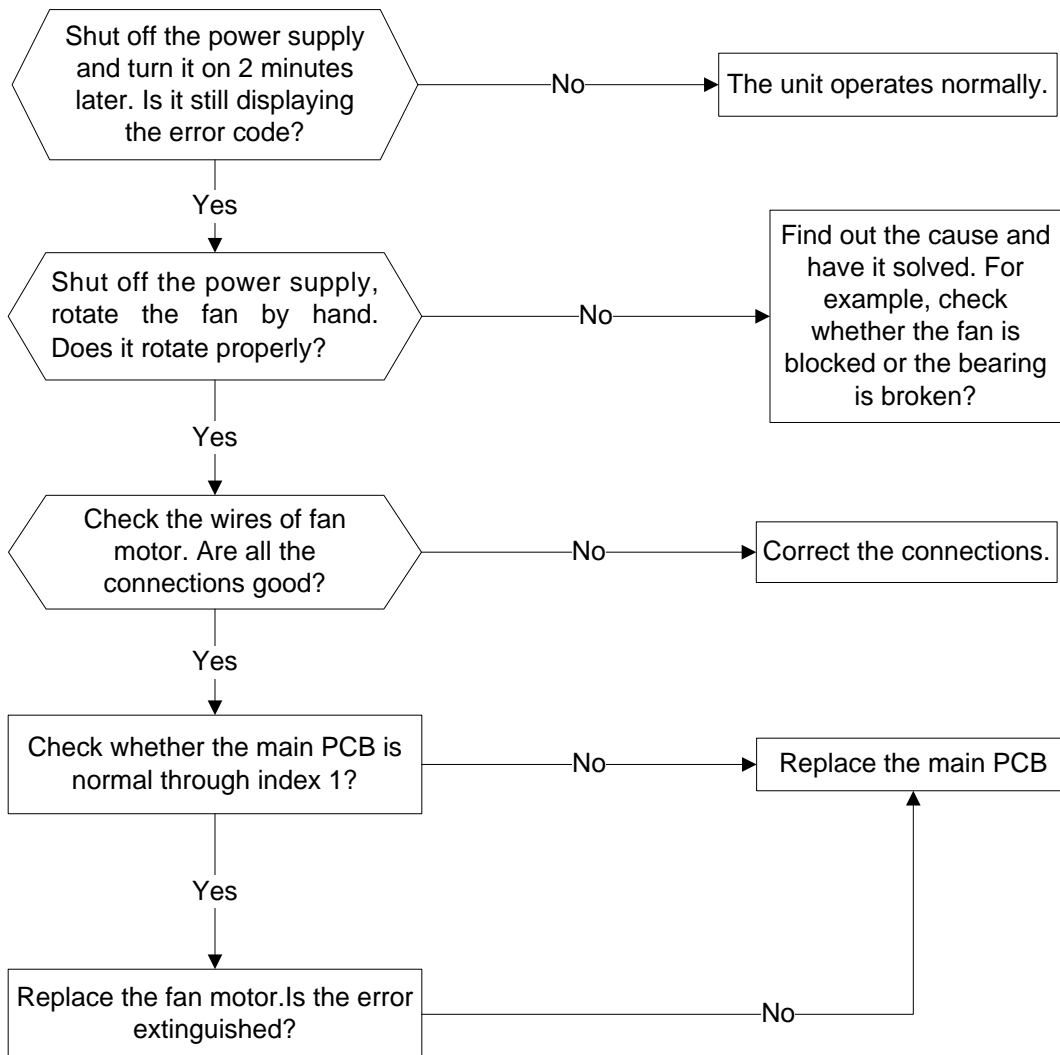 Shut off the power supply
and turn it on 2 minutes
later. Is it still displaying
the error code?
No
The unit operates normally.
Yes
Shut off the power supply,
rotate the fan by hand.
Does it rotate properly?
No
Find out the cause and
have it solved. For
example, check
whether the fan is
blocked or the bearing
is broken?
Yes
Check the wires of fan
motor. Are all the
connections good?
No
Correct the connections.
Yes
Check whether the main PCB is
normal through index 1?
No
Replace the main PCB
Yes
Replace the fan motor.Is the error
extinguished?
No